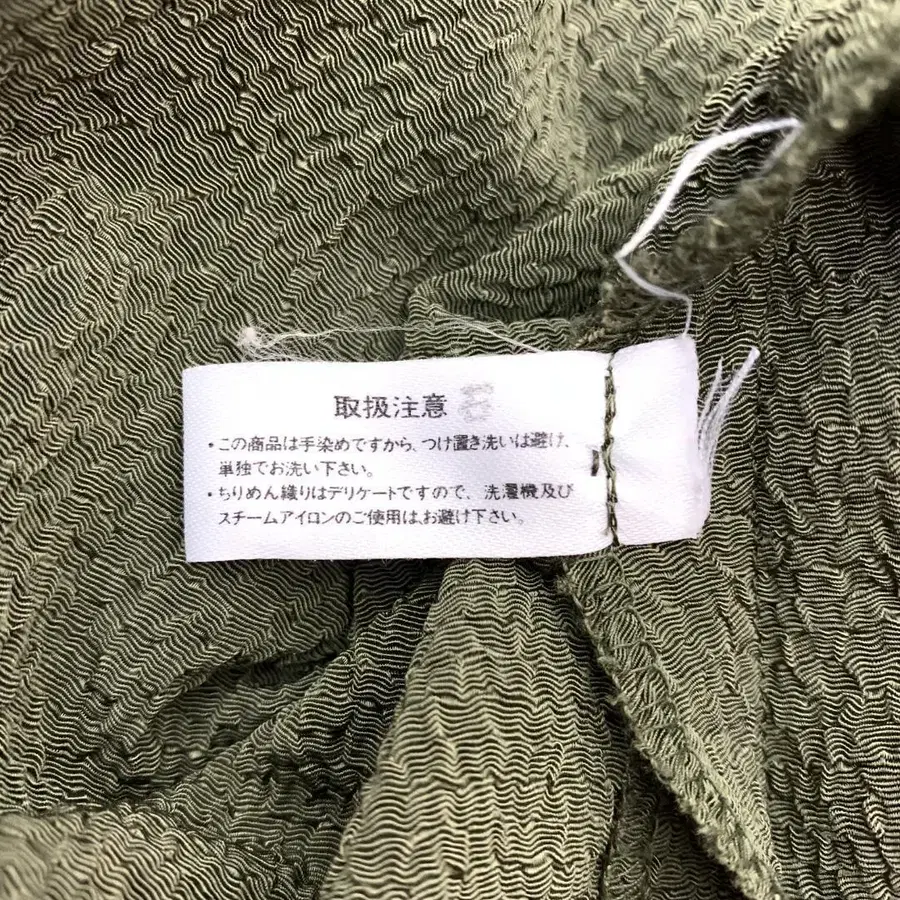 取扱注意
・この商品は手染めですから、つけ置き洗いは避け、
単独でお洗い下さい。
・ちりめん織りはデリケートですので、洗濯機及び
スチームアイロンのご使用は、お避け下さい。